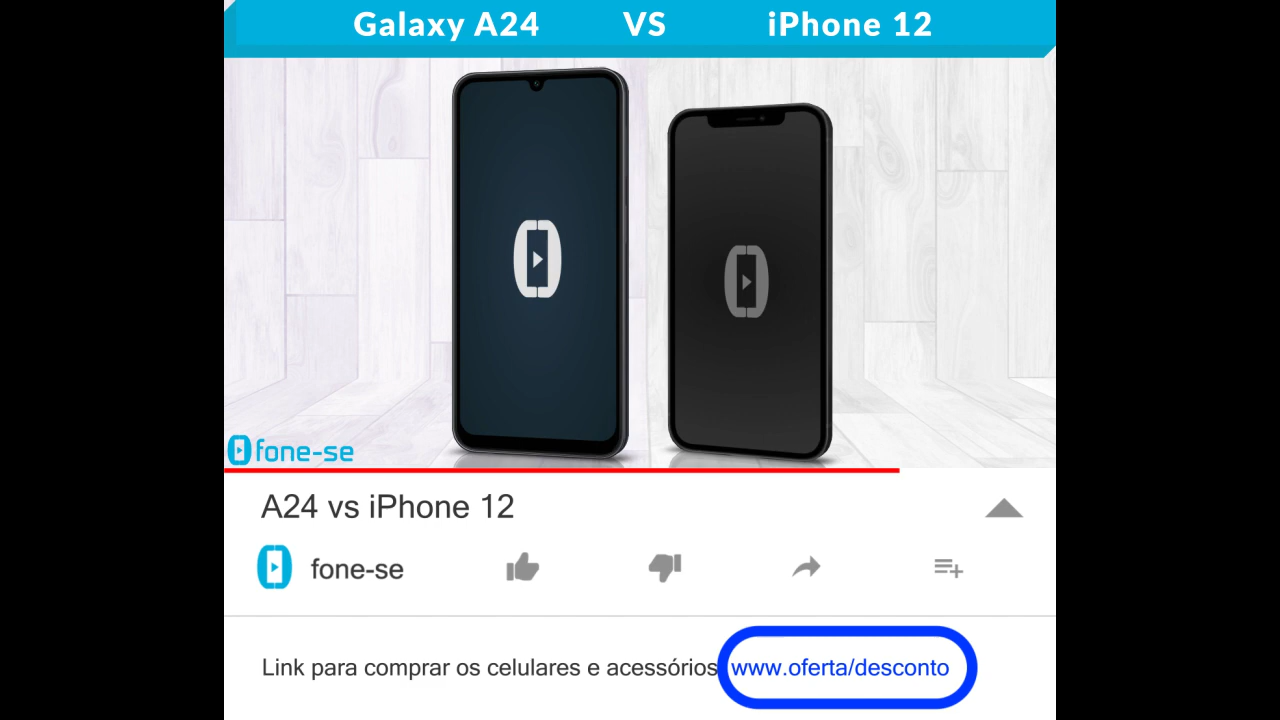 Galaxy A24 VS iPhone 12
fone-se
A24 vs iPhone 12
fone-se
Link para comprar os celulares e acessórios www.oferta/desconto